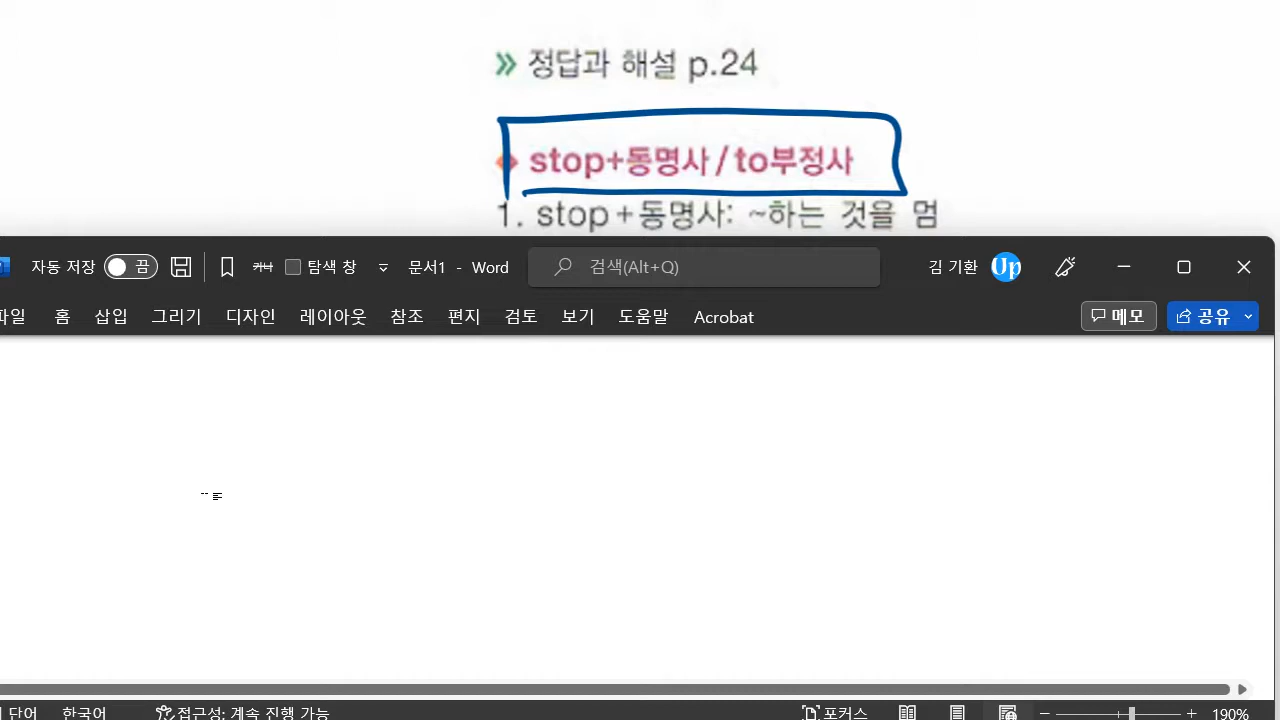 » 정답과 해설 p.24
stop+동명사 / to부정사
1. stop+동명사: ~하는 것을 멈
자동 저장 끔 가나 탐색 창 문서1 - Word 검색(Alt+Q) 김 기환 Up
파일 홈 삽입 그리기 디자인 레이아웃 참조 편지 검토 보기 도움말 Acrobat 메모 공유
단어 한국어 접근성: 계속 진행 가능 포커스 190%